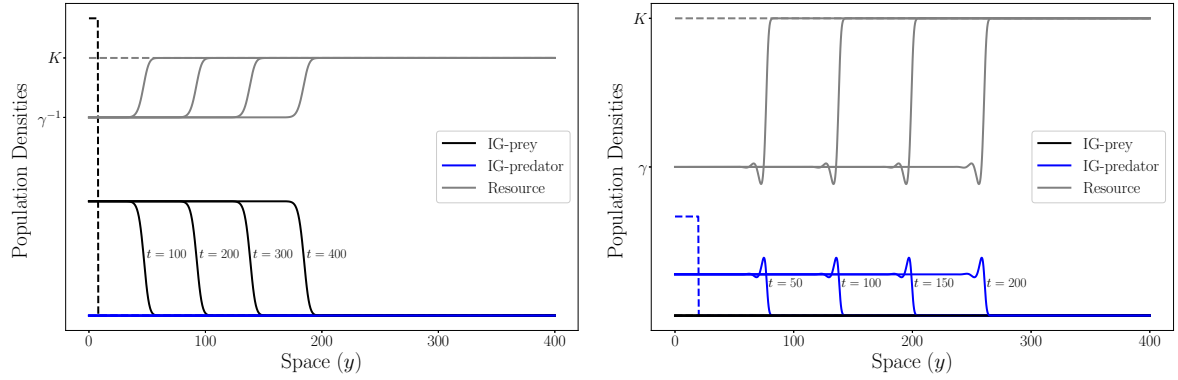 Population Densities
K
γ⁻¹
IG-prey
IG-predator
Resource
t = 100
t = 200
t = 300
t = 400
0
100
200
300
400
Space (y)
Population Densities
K
γ
IG-prey
IG-predator
Resource
t = 50
t = 100
t = 150
t = 200
0
100
200
300
400
Space (y)